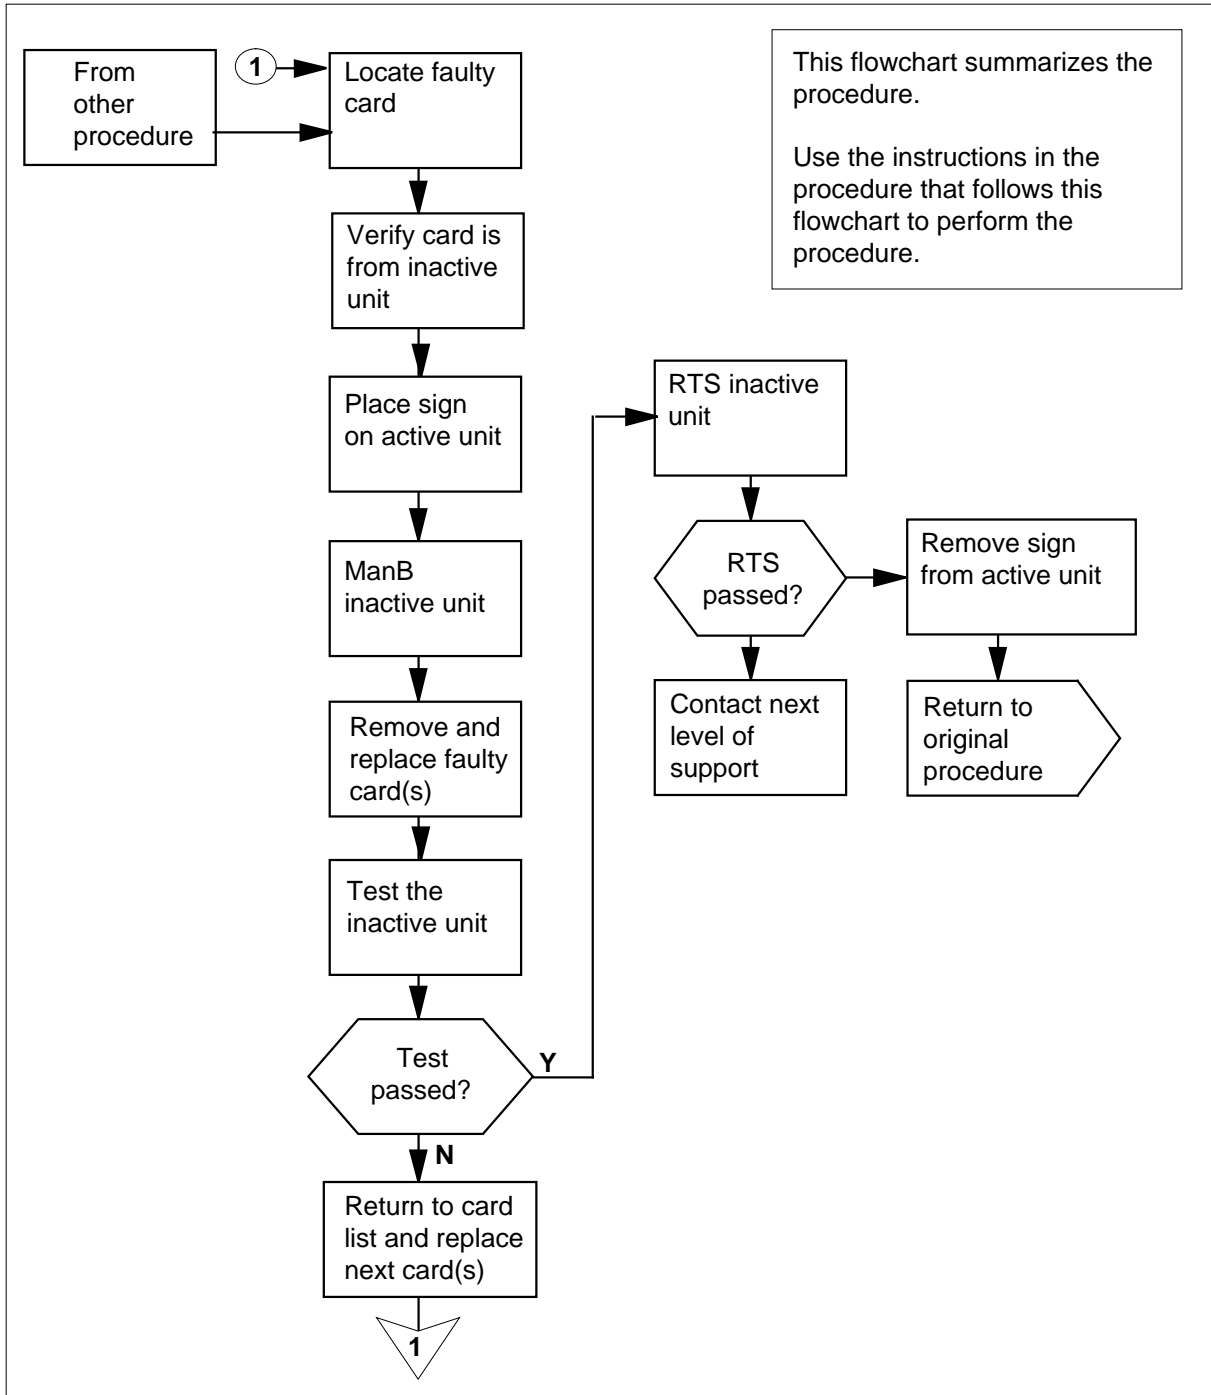 From
other
procedure
1
Locate faulty
card
This flowchart summarizes the
procedure.
Use the instructions in the
procedure that follows this
flowchart to perform the
procedure.
Verify card is
from inactive
unit
Place sign
on active unit
ManB
inactive unit
Remove and
replace faulty
card(s)
Test the
inactive unit
Test
passed?
Y
N
Return to card
list and replace
next card(s)
1
RTS inactive
unit
RTS
passed?
Remove sign
from active unit
Contact next
level of
support
Return to
original
procedure